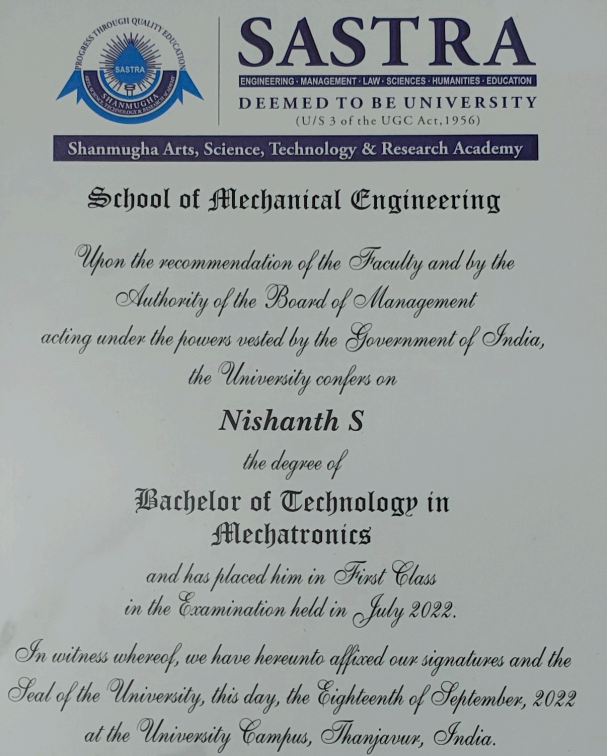 PROGRESS THROUGH QUALITY EDUCATION
SASTRA
SHANMUGHA
ARTS, SCIENCE, TECHNOLOGY & RESEARCH ACADEMY
SASTRA
ENGINEERING · MANAGEMENT · LAW · SCIENCES · HUMANITIES · EDUCATION
DEEMED TO BE UNIVERSITY
(U/S 3 of the UGC Act, 1956)
Shanmugha Arts, Science, Technology & Research Academy
School of Mechanical Engineering
Upon the recommendation of the Faculty and by the
Authority of the Board of Management
acting under the powers vested by the Government of India,
the University confers on
Nishanth S
the degree of
Bachelor of Technology in
Mechatronics
and has placed him in First Class
in the Examination held in July 2022.
In witness whereof, we have hereunto affixed our signatures and the
Seal of the University, this day, the Eighteenth of September, 2022
at the University Campus, Thanjavur, India.